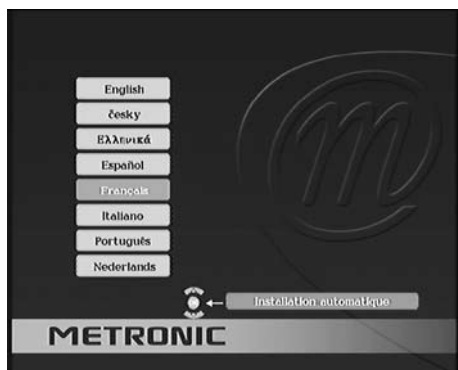 English
česky
Ελληνικά
Español
Français
Italiano
Português
Nederlands
Installation automatique
METRONIC